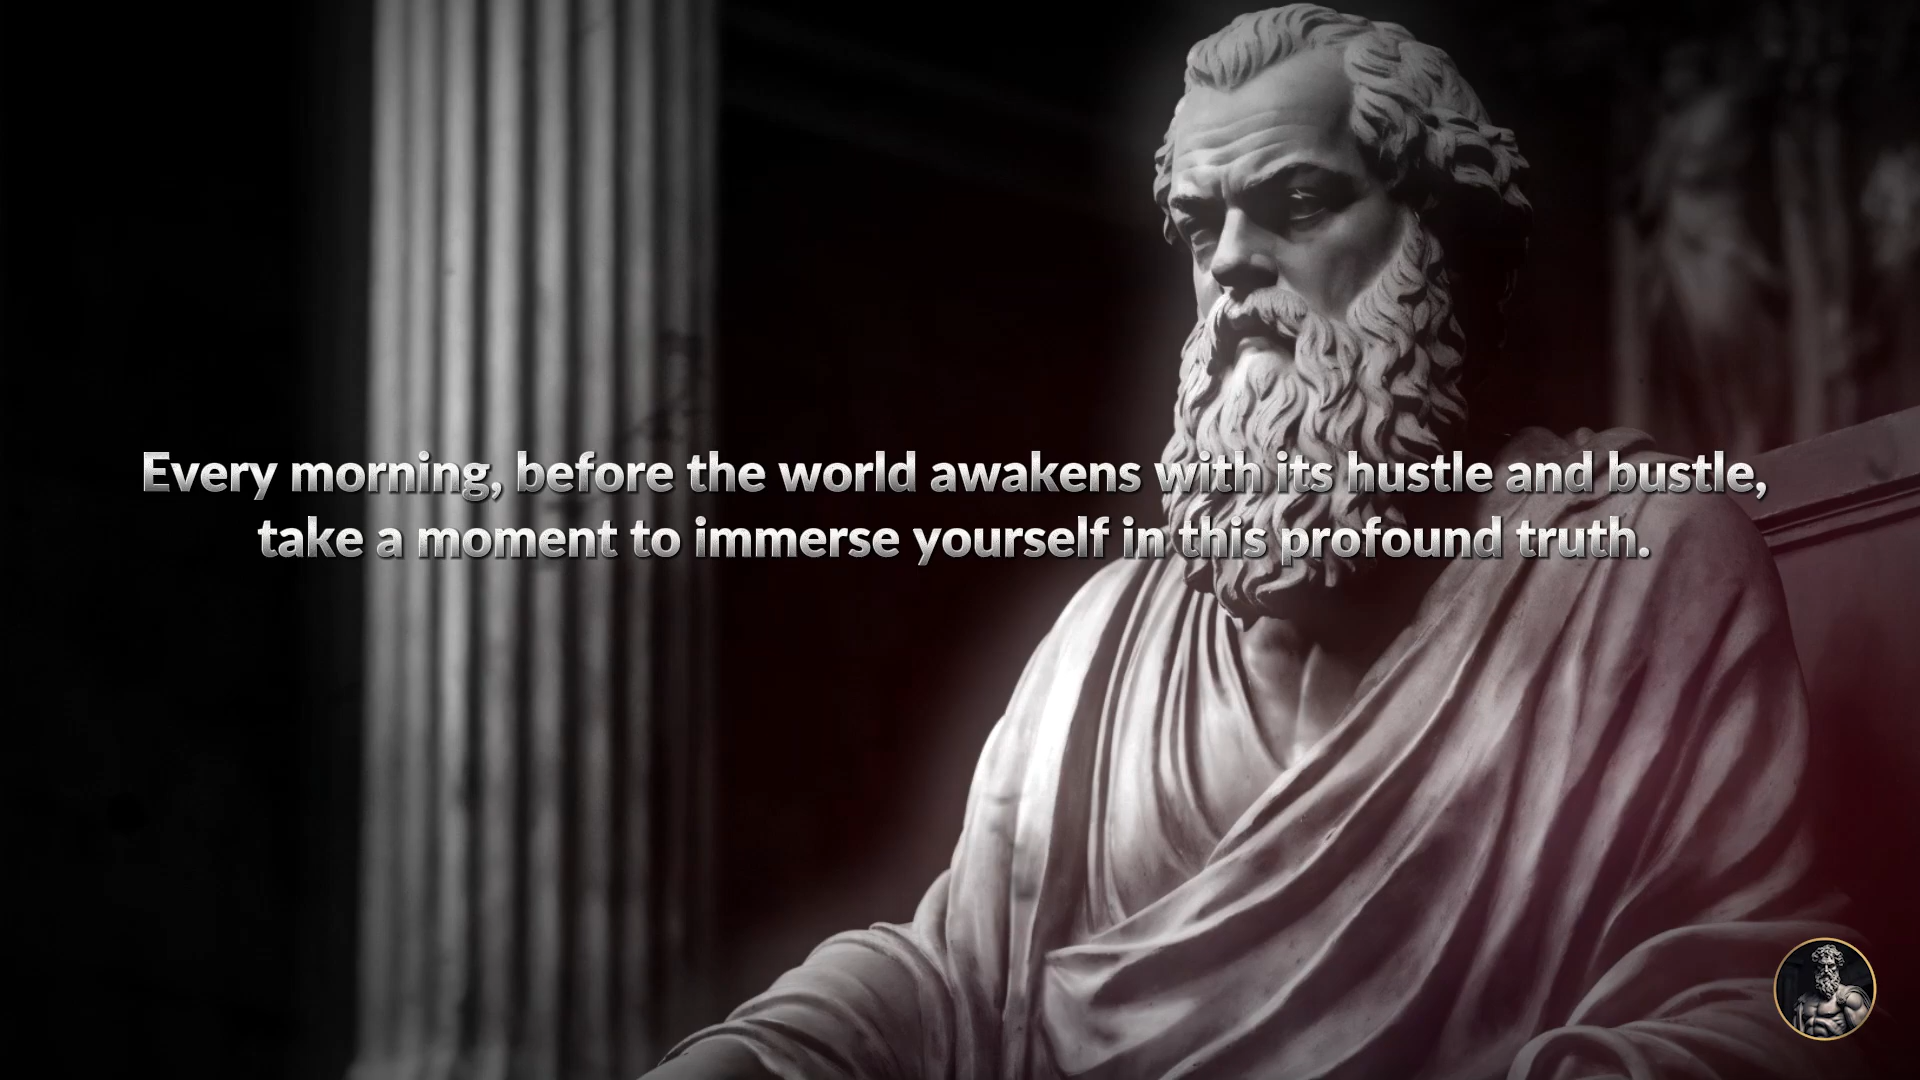 Every morning, before the world awakens with its hustle and bustle,
take a moment to immerse yourself in this profound truth.